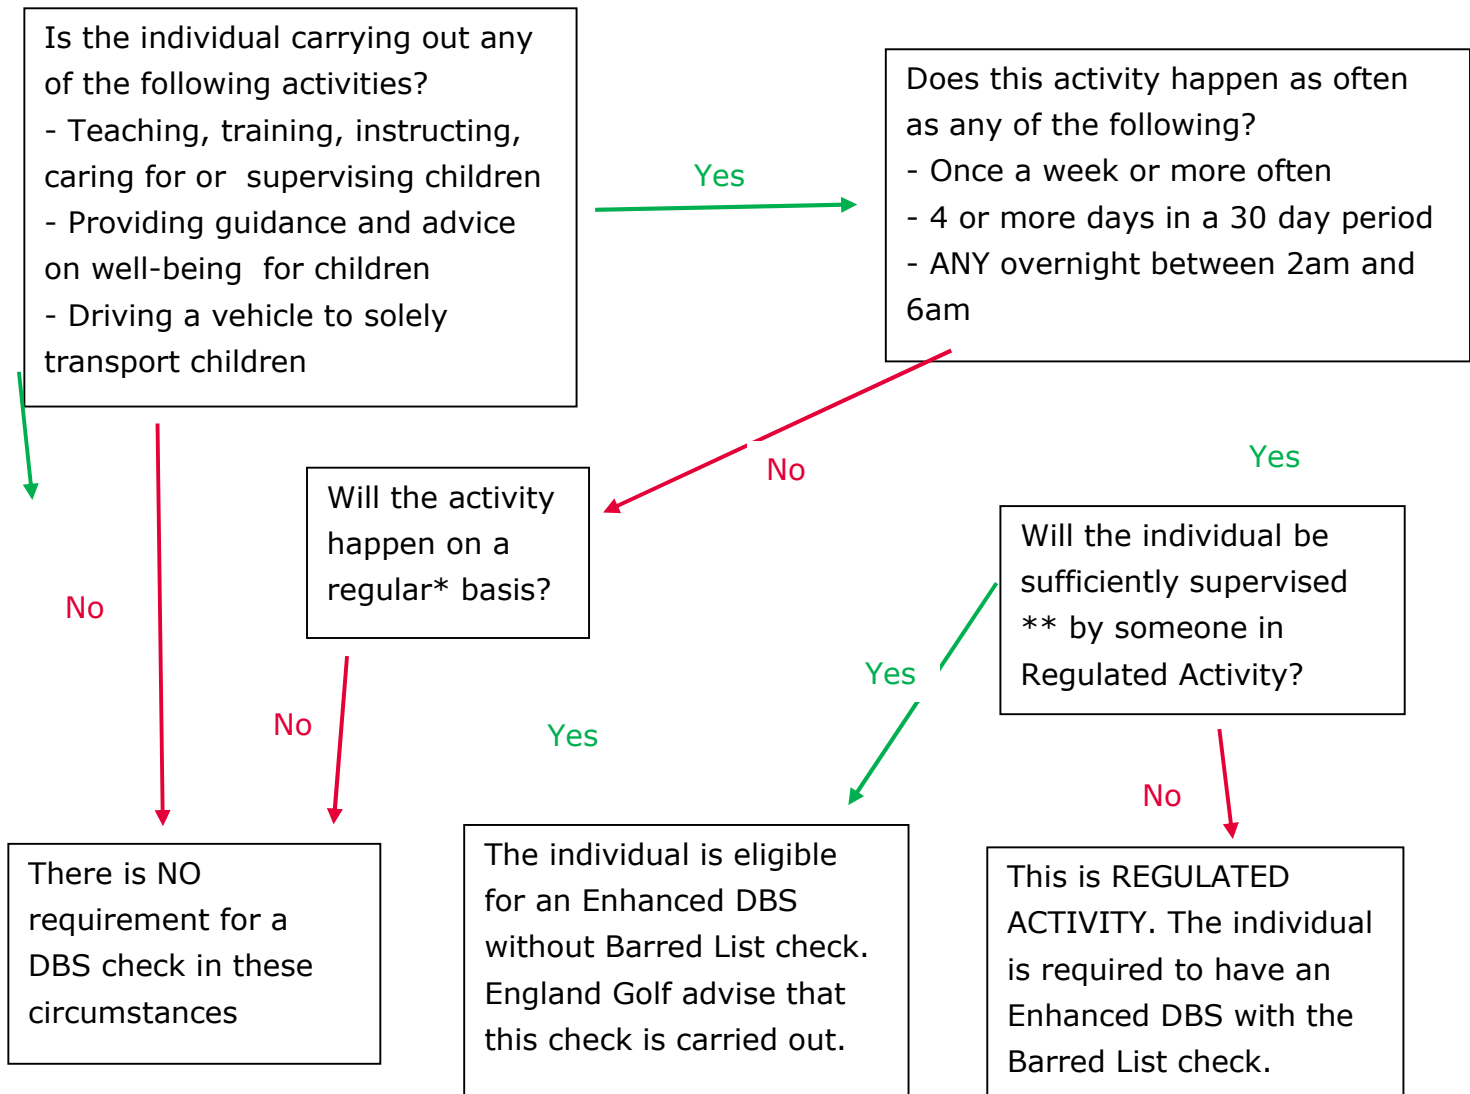 Is the individual carrying out any
of the following activities?
- Teaching, training, instructing,
caring for or  supervising children
- Providing guidance and advice
on well-being  for children
- Driving a vehicle to solely
transport children
Yes
Does this activity happen as often
as any of the following?
- Once a week or more often
- 4 or more days in a 30 day period
- ANY overnight between 2am and
6am
No
Yes
Will the activity
happen on a
regular* basis?
Will the individual be
sufficiently supervised
** by someone in
Regulated Activity?
No
No
Yes
Yes
No
There is NO
requirement for a
DBS check in these
circumstances
The individual is eligible
for an Enhanced DBS
without Barred List check.
England Golf advise that
this check is carried out.
This is REGULATED
ACTIVITY. The individual
is required to have an
Enhanced DBS with the
Barred List check.